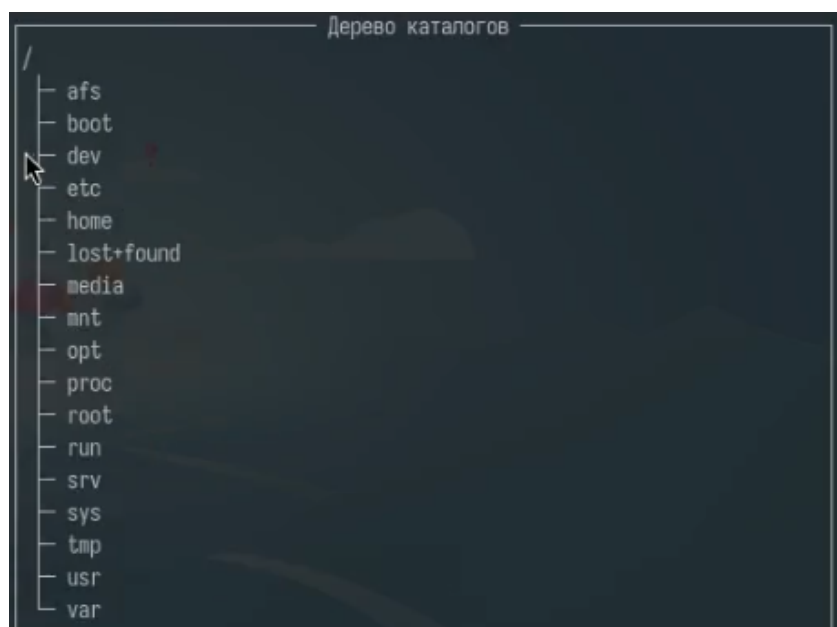 Дерево каталогов
/
afs
boot
dev
etc
home
lost+found
media
mnt
opt
proc
root
run
srv
sys
tmp
usr
var